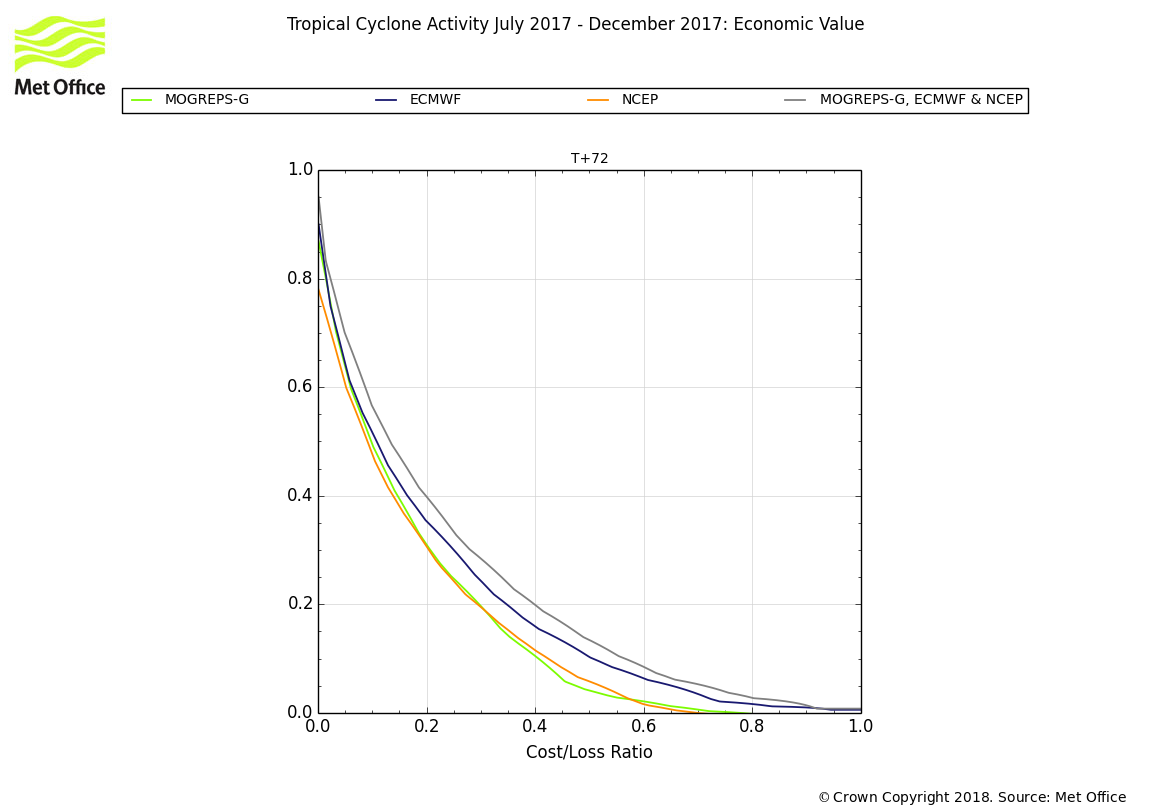 Tropical Cyclone Activity July 2017 - December 2017: Economic Value
Met Office
MOGREPS-G ECMWF NCEP MOGREPS-G, ECMWF & NCEP
T+72
1.0
0.8
0.6
0.4
0.2
0.0
0.0 0.2 0.4 0.6 0.8 1.0
Cost/Loss Ratio
© Crown Copyright 2018. Source: Met Office